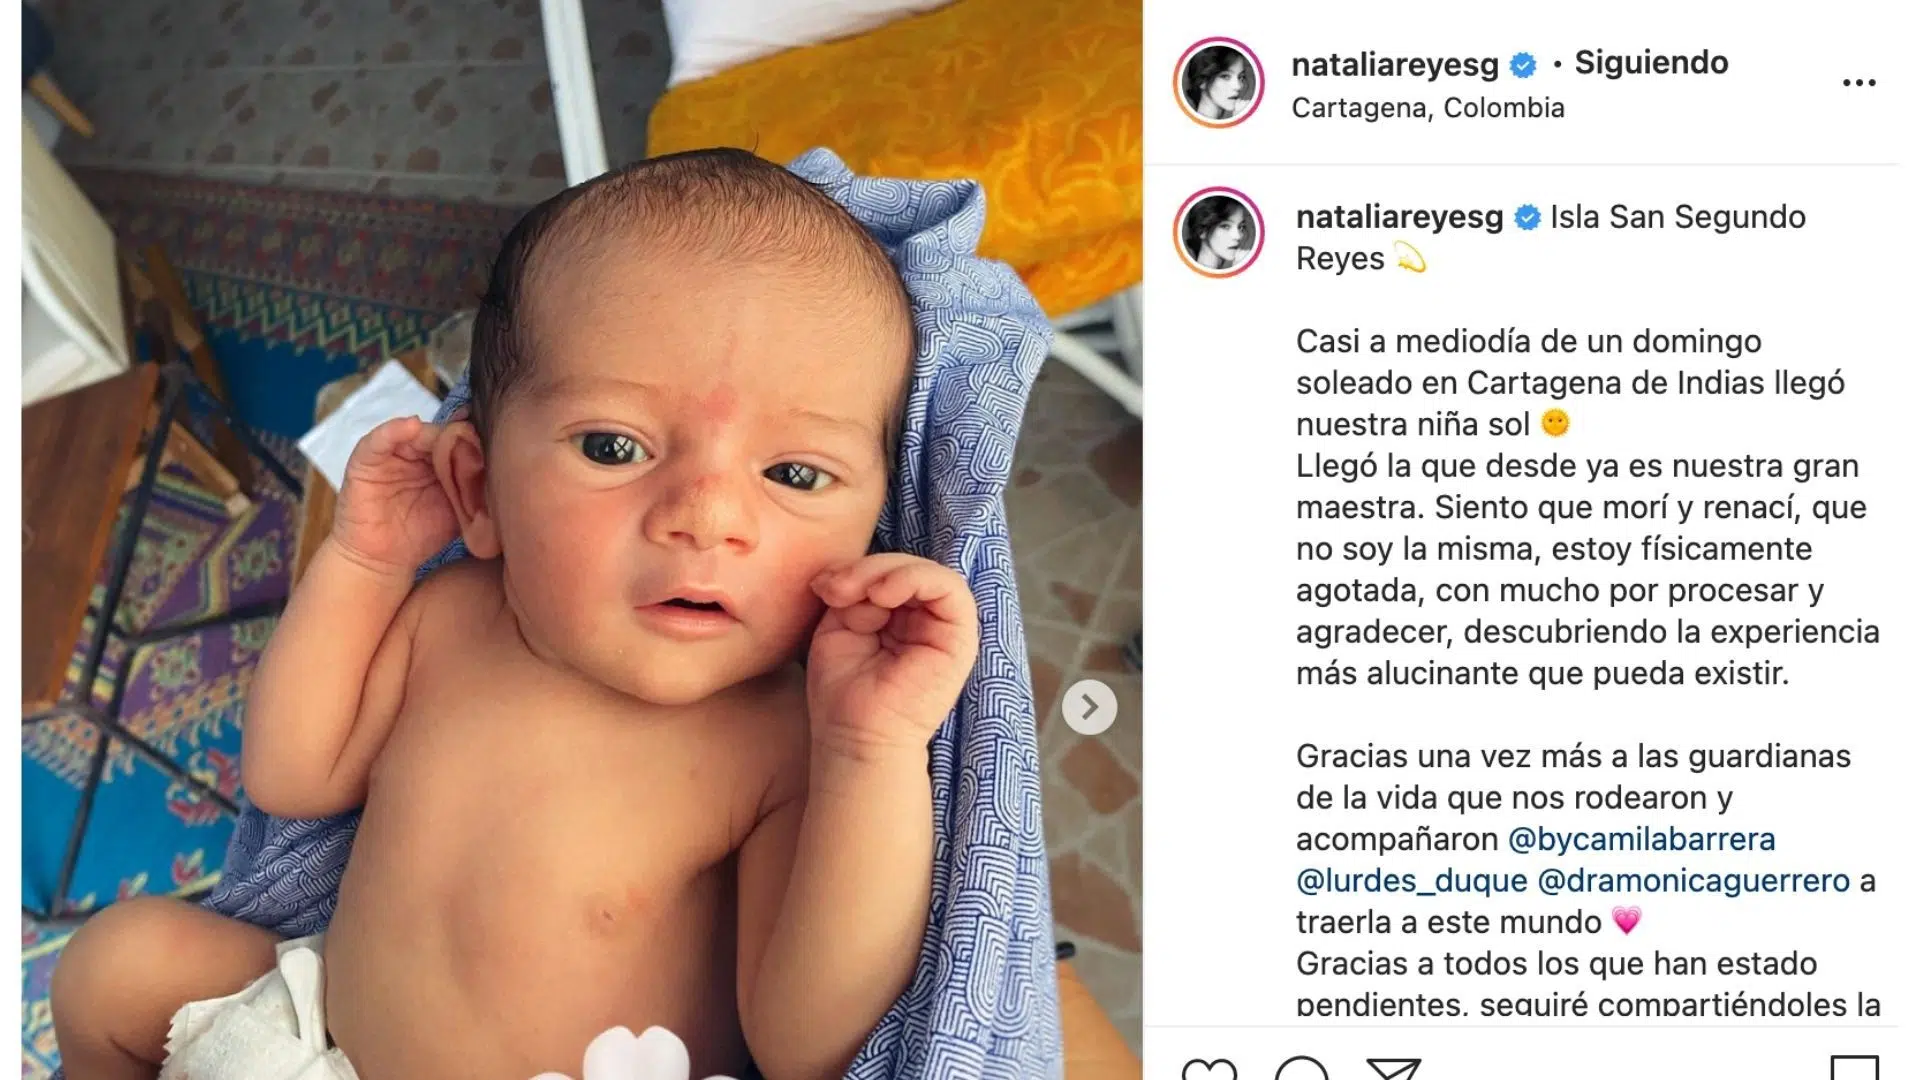 nataliareyesg • Siguiendo
Cartagena, Colombia
nataliareyesg Isla San Segundo
Reyes 💫
Casi a mediodía de un domingo
soleado en Cartagena de Indias llegó
nuestra niña sol 🌞
Llegó la que desde ya es nuestra gran
maestra. Siento que morí y renací, que
no soy la misma, estoy físicamente
agotada, con mucho por procesar y
agradecer, descubriendo la experiencia
más alucinante que pueda existir.
Gracias una vez más a las guardianas
de la vida que nos rodearon y
acompañaron @bycamilabarrera
@lurdes_duque @dramonicaguerrero a
traerla a este mundo 💗
Gracias a todos los que han estado
pendientes, seguiré compartiéndoles la